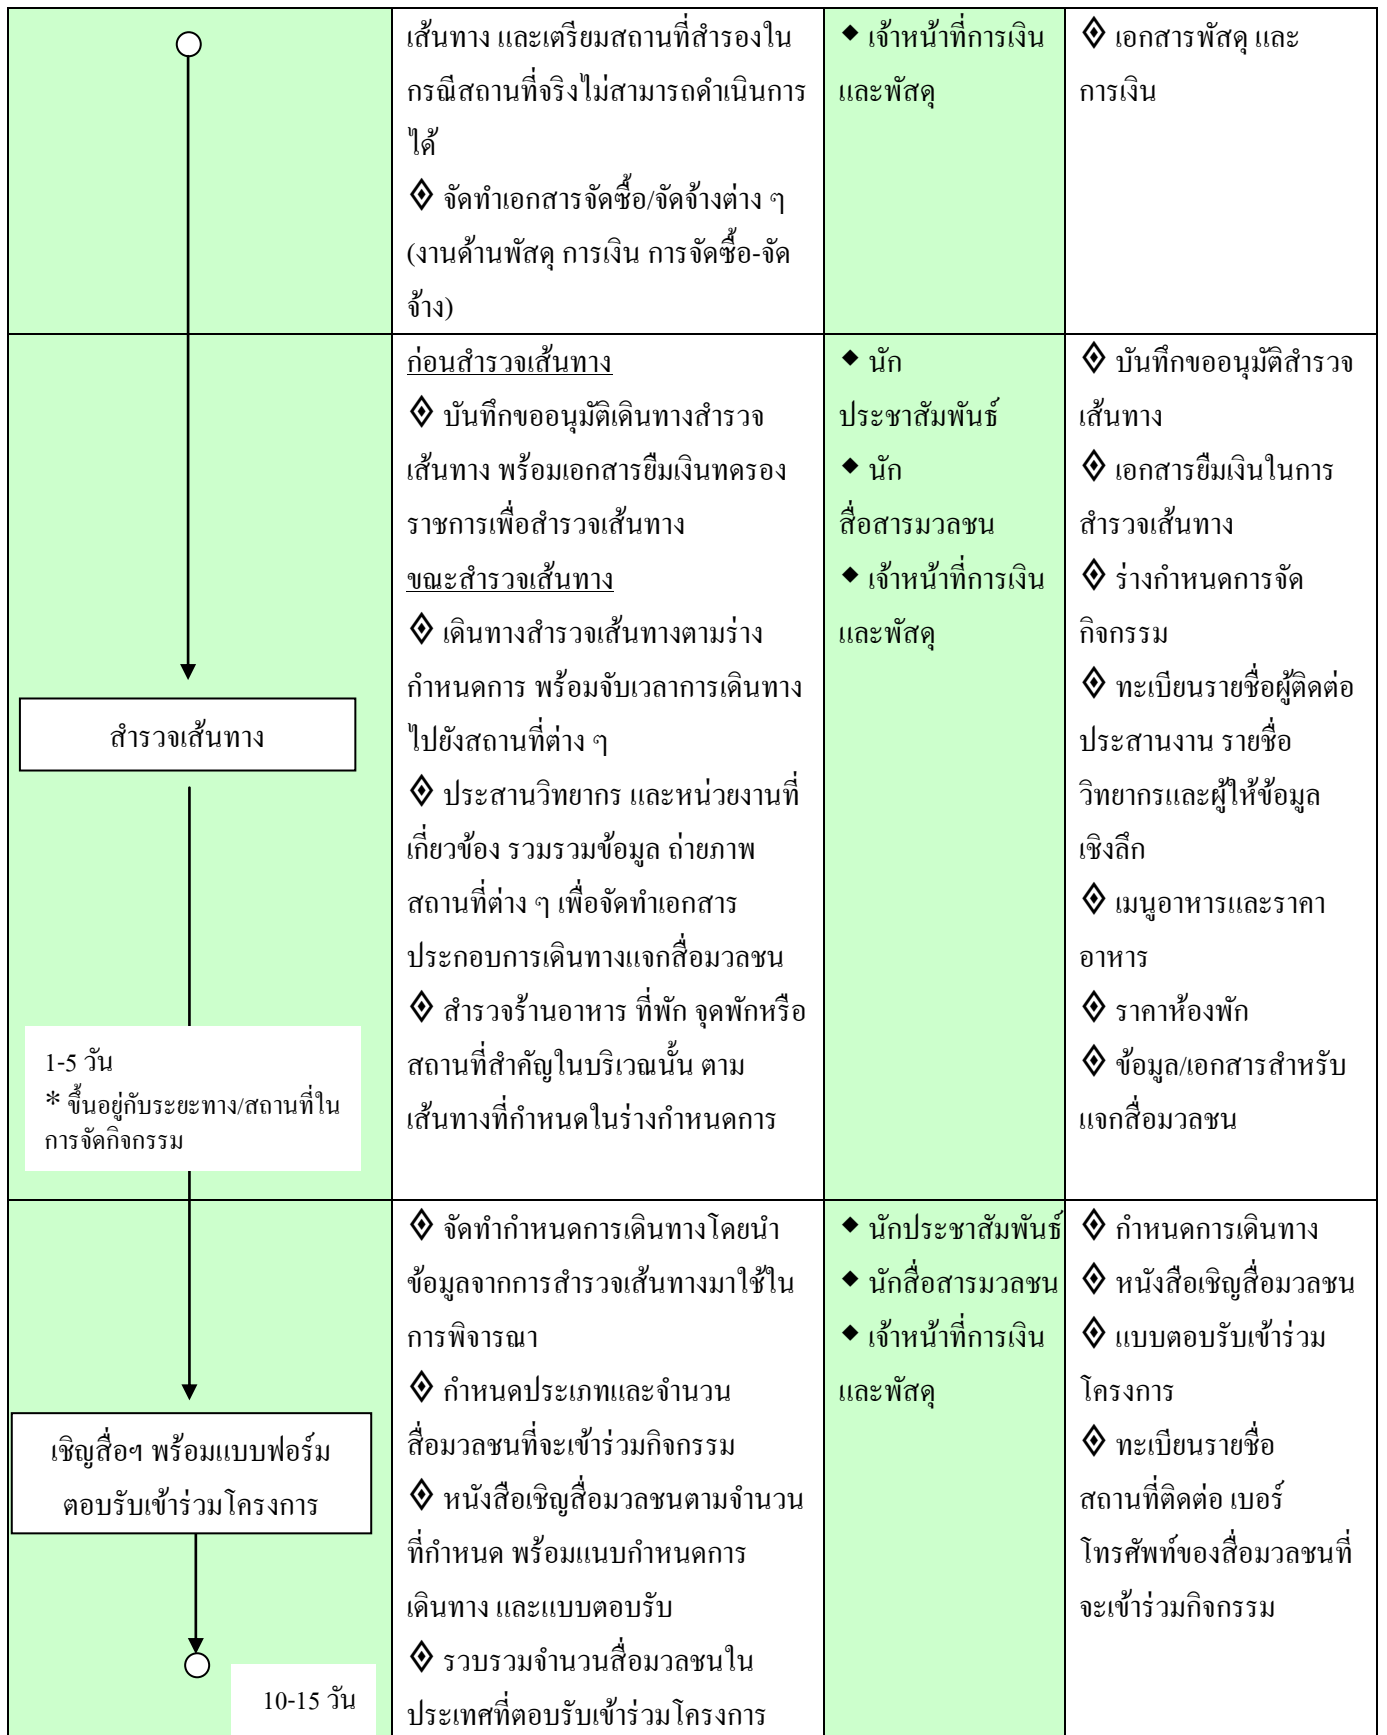 เส้นทาง และเตรียมสถานที่สำรองใน
กรณีสถานที่จริงไม่สามารถดำเนินการ
ได้
จัดทำเอกสารจัดซื้อ/จัดจ้างต่าง ๆ
(งานด้านพัสดุ การเงิน การจัดซื้อ-จัด
จ้าง)
◆ เจ้าหน้าที่การเงิน
และพัสดุ
เอกสารพัสดุ และ
การเงิน
สำรวจเส้นทาง
1-5 วัน
* ขึ้นอยู่กับระยะทาง/สถานที่ใน
การจัดกิจกรรม
ก่อนสำรวจเส้นทาง
บันทึกขออนุมัติเดินทางสำรวจ
เส้นทาง พร้อมเอกสารยืมเงินทดรอง
ราชการเพื่อสำรวจเส้นทาง
ขณะสำรวจเส้นทาง
เดินทางสำรวจเส้นทางตามร่าง
กำหนดการ พร้อมจับเวลาการเดินทาง
ไปยังสถานที่ต่าง ๆ
ประสานวิทยากร และหน่วยงานที่
เกี่ยวข้อง รวมรวมข้อมูล ถ่ายภาพ
สถานที่ต่าง ๆ เพื่อจัดทำเอกสาร
ประกอบการเดินทางแจกสื่อมวลชน
สำรวจร้านอาหาร ที่พัก จุดพักหรือ
สถานที่สำคัญในบริเวณนั้น ตาม
เส้นทางที่กำหนดในร่างกำหนดการ
◆ นัก
ประชาสัมพันธ์
◆ นัก
สื่อสารมวลชน
◆ เจ้าหน้าที่การเงิน
และพัสดุ
บันทึกขออนุมัติสำรวจ
เส้นทาง
เอกสารยืมเงินในการ
สำรวจเส้นทาง
ร่างกำหนดการจัด
กิจกรรม
ทะเบียนรายชื่อผู้ติดต่อ
ประสานงาน รายชื่อ
วิทยากรและผู้ให้ข้อมูล
เชิงลึก
เมนูอาหารและราคา
อาหาร
ราคาห้องพัก
ข้อมูล/เอกสารสำหรับ
แจกสื่อมวลชน
เชิญสื่อฯ พร้อมแบบฟอร์ม
ตอบรับเข้าร่วมโครงการ
10-15 วัน
จัดทำกำหนดการเดินทางโดยนำ
ข้อมูลจากการสำรวจเส้นทางมาใช้ใน
การพิจารณา
กำหนดประเภทและจำนวน
สื่อมวลชนที่จะเข้าร่วมกิจกรรม
หนังสือเชิญสื่อมวลชนตามจำนวน
ที่กำหนด พร้อมแนบกำหนดการ
เดินทาง และแบบตอบรับ
รวบรวมจำนวนสื่อมวลชนใน
ประเทศที่ตอบรับเข้าร่วมโครงการ
◆ นักประชาสัมพันธ์
◆ นักสื่อสารมวลชน
◆ เจ้าหน้าที่การเงิน
และพัสดุ
กำหนดการเดินทาง
หนังสือเชิญสื่อมวลชน
แบบตอบรับเข้าร่วม
โครงการ
ทะเบียนรายชื่อ
สถานที่ติดต่อ เบอร์
โทรศัพท์ของสื่อมวลชนที่
จะเข้าร่วมกิจกรรม